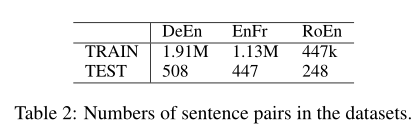 DeEn EnFr RoEn
TRAIN 1.91M 1.13M 447k
TEST 508 447 248
Table 2: Numbers of sentence pairs in the datasets.